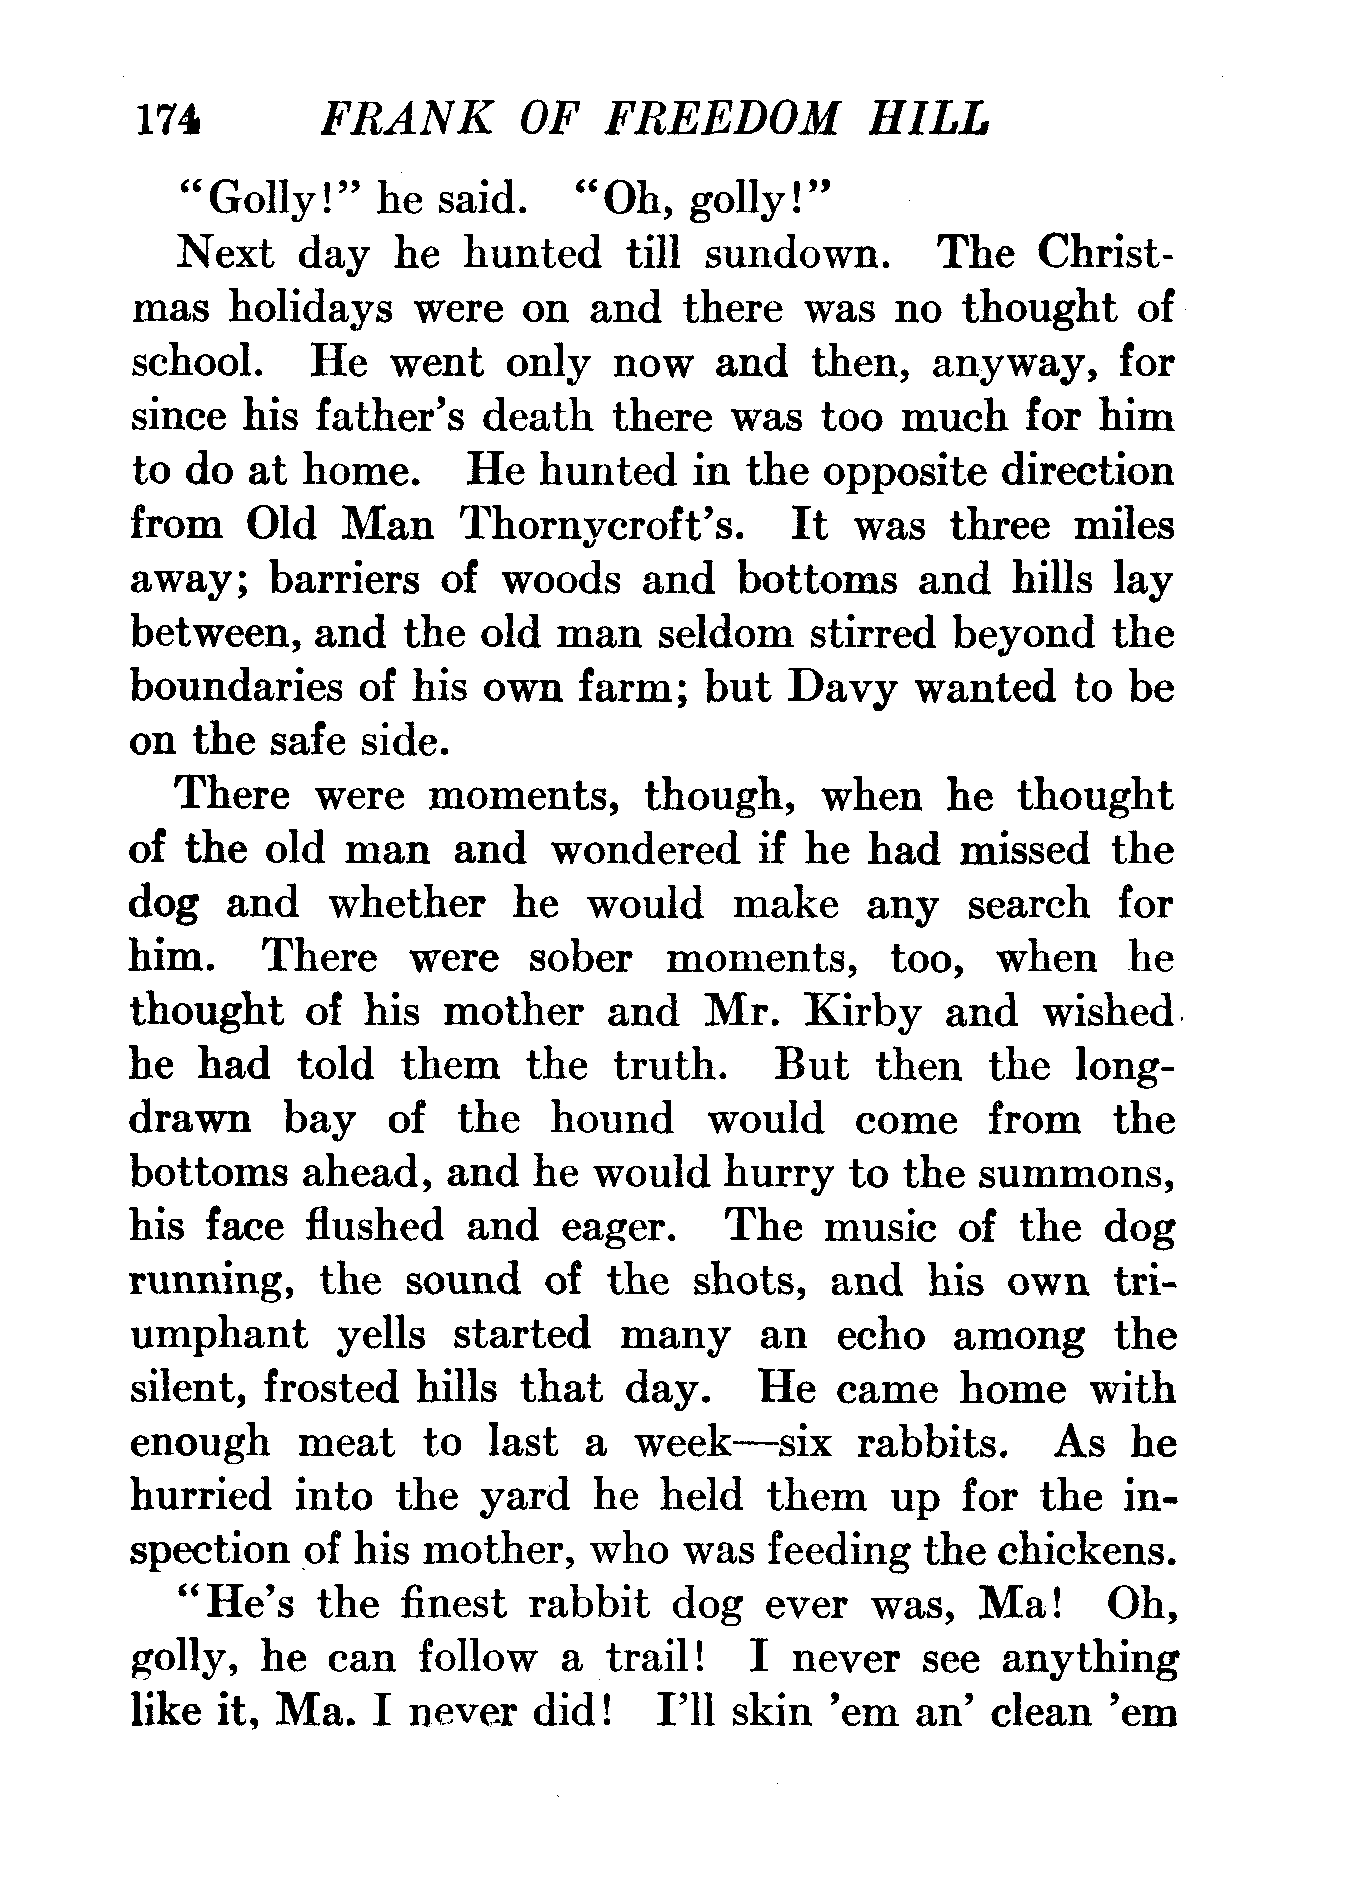 174 FRANK OF FREEDOM HILL
"Golly!" he said. "Oh, golly!"
Next day he hunted till sundown. The Christ-
mas holidays were on and there was no thought of
school. He went only now and then, anyway, for
since his father's death there was too much for him
to do at home. He hunted in the opposite direction
from Old Man Thornycroft's. It was three miles
away; barriers of woods and bottoms and hills lay
between, and the old man seldom stirred beyond the
boundaries of his own farm; but Davy wanted to be
on the safe side.
There were moments, though, when he thought
of the old man and wondered if he had missed the
dog and whether he would make any search for
him. There were sober moments, too, when he
thought of his mother and Mr. Kirby and wished
he had told them the truth. But then the long-
drawn bay of the hound would come from the
bottoms ahead, and he would hurry to the summons,
his face flushed and eager. The music of the dog
running, the sound of the shots, and his own tri-
umphant yells started many an echo among the
silent, frosted hills that day. He came home with
enough meat to last a week—six rabbits. As he
hurried into the yard he held them up for the in-
spection of his mother, who was feeding the chickens.
"He's the finest rabbit dog ever was, Ma! Oh,
golly, he can follow a trail! I never see anything
like it, Ma. I never did! I'll skin 'em an' clean 'em